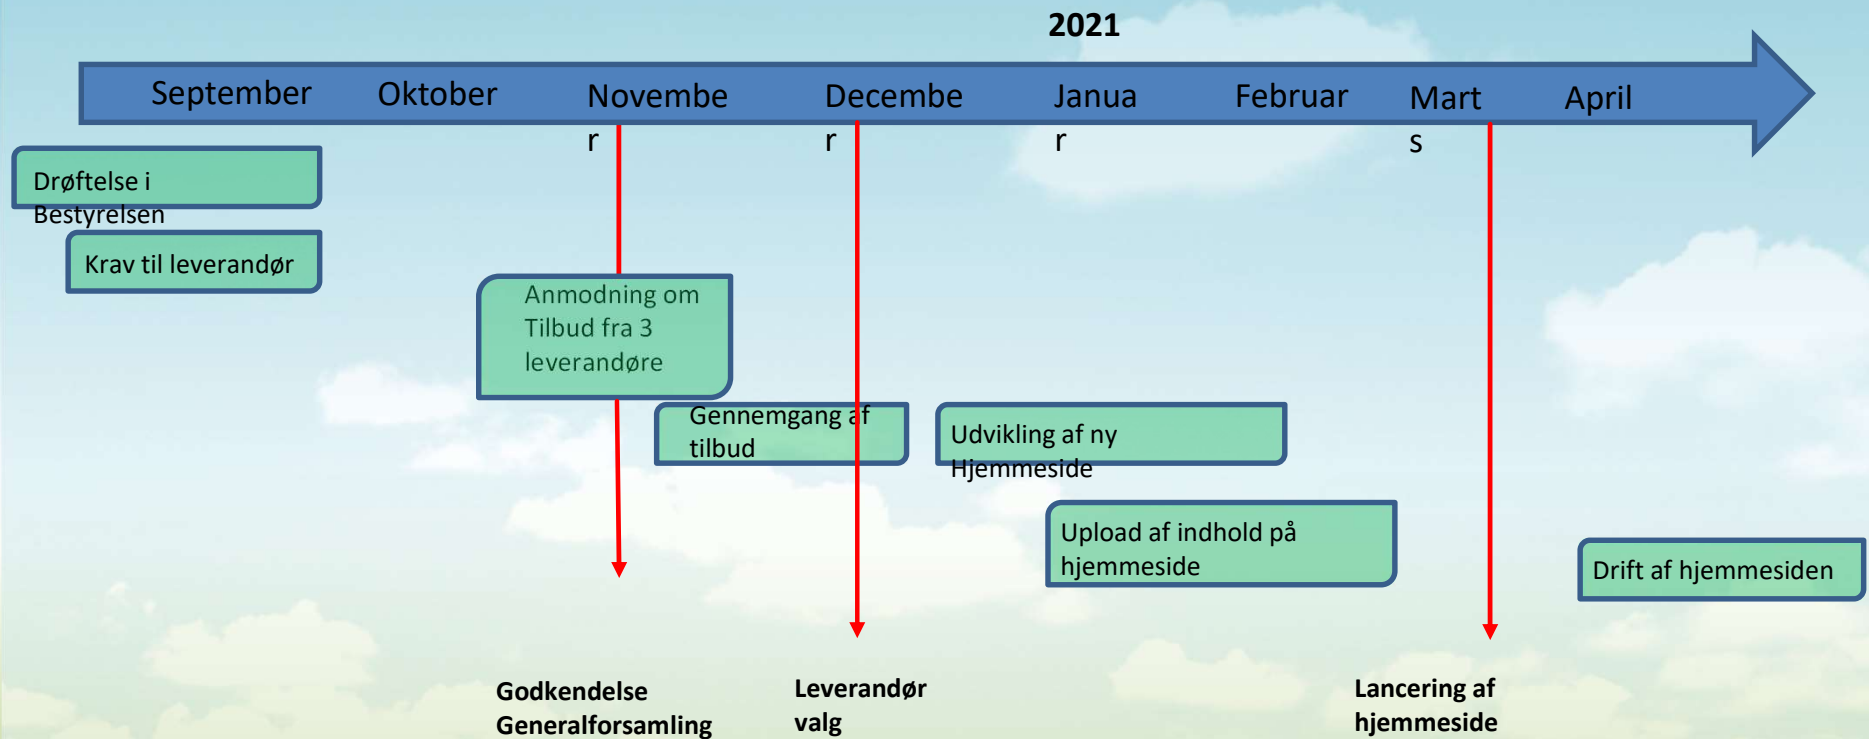 2021
September
Oktober
Novembe
r
Decembe
r
Janua
r
Februar
Mart
s
April
Drøftelse i
Bestyrelsen
Krav til leverandør
Anmodning om
Tilbud fra 3
leverandøre
Gennemgang af
tilbud
Udvikling af ny
Hjemmeside
Upload af indhold på
hjemmeside
Drift af hjemmesiden
Godkendelse
Generalforsamling
Leverandør
valg
Lancering af
hjemmeside